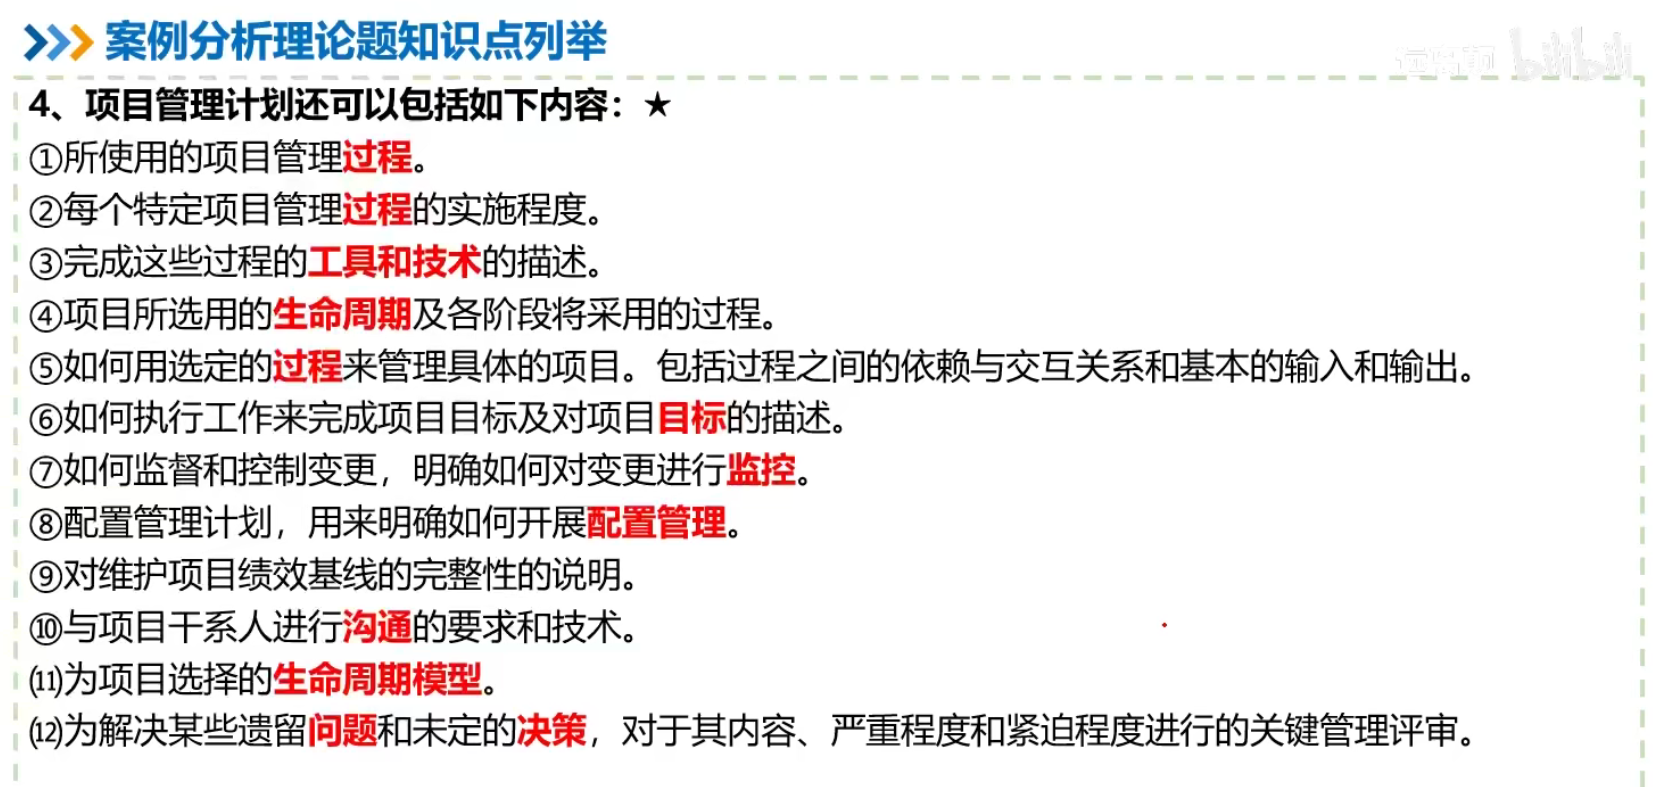 案例分析理论题知识点列举
bilibili
4、项目管理计划还可以包括如下内容：★
①所使用的项目管理过程。
②每个特定项目管理过程的实施程度。
③完成这些过程的工具和技术的描述。
④项目所选用的生命周期及各阶段将采用的过程。
⑤如何用选定的过程来管理具体的项目。包括过程之间的依赖与交互关系和基本的输入和输出。
⑥如何执行工作来完成项目目标及对项目目标的描述。
⑦如何监督和控制变更，明确如何对变更进行监控。
⑧配置管理计划，用来明确如何开展配置管理。
⑨对维护项目绩效基线的完整性的说明。
⑩与项目干系人进行沟通的要求和技术。
⑾为项目选择的生命周期模型。
⑿为解决某些遗留问题和未定的决策，对于其内容、严重程度和紧迫程度进行的关键管理评审。